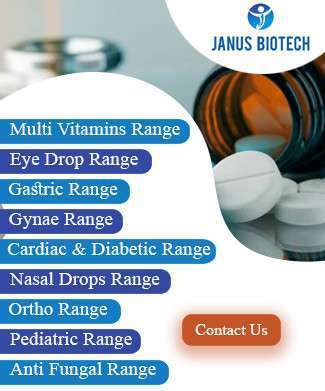 JANUS BIOTECH
Multi Vitamins Range
Eye Drop Range
Gastric Range
Gynae Range
Cardiac & Diabetic Range
Nasal Drops Range
Ortho Range
Pediatric Range
Anti Fungal Range
Contact Us